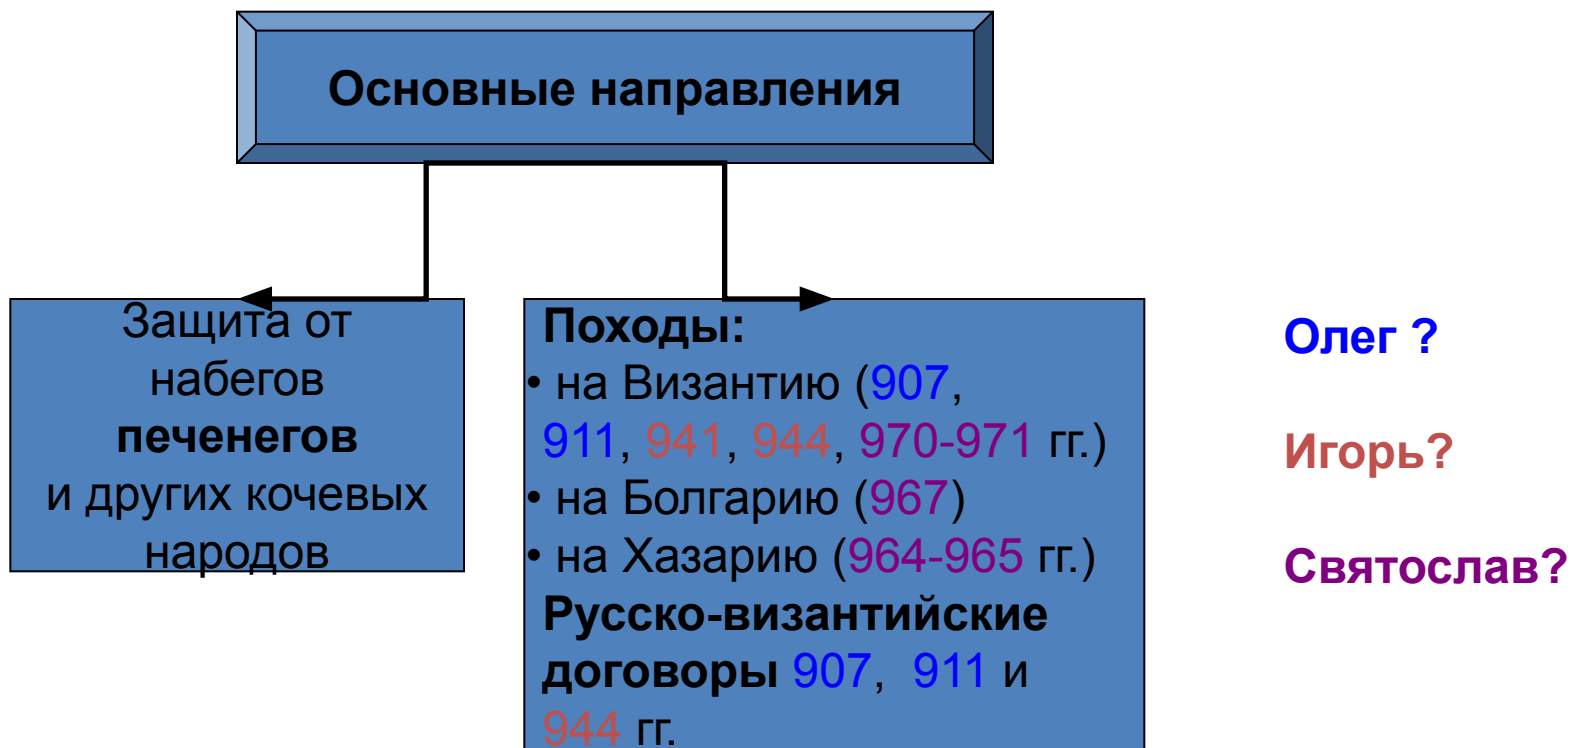 Основные направления
Защита от
набегов
печенегов
и других кочевых
народов
Походы:
• на Византию (907,
911, 941, 944, 970-971 гг.)
• на Болгарию (967)
• на Хазарию (964-965 гг.)
Русско-византийские
договоры 907, 911 и
944 гг.
Олег ?
Игорь?
Святослав?